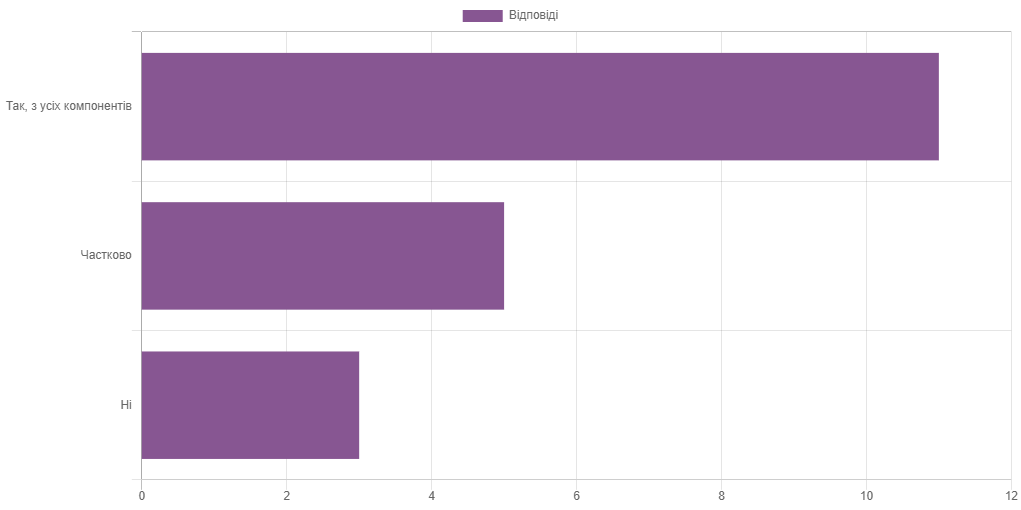 Відповіді
Так, з усіх компонентів
Частково
Ні
0 2 4 6 8 10 12